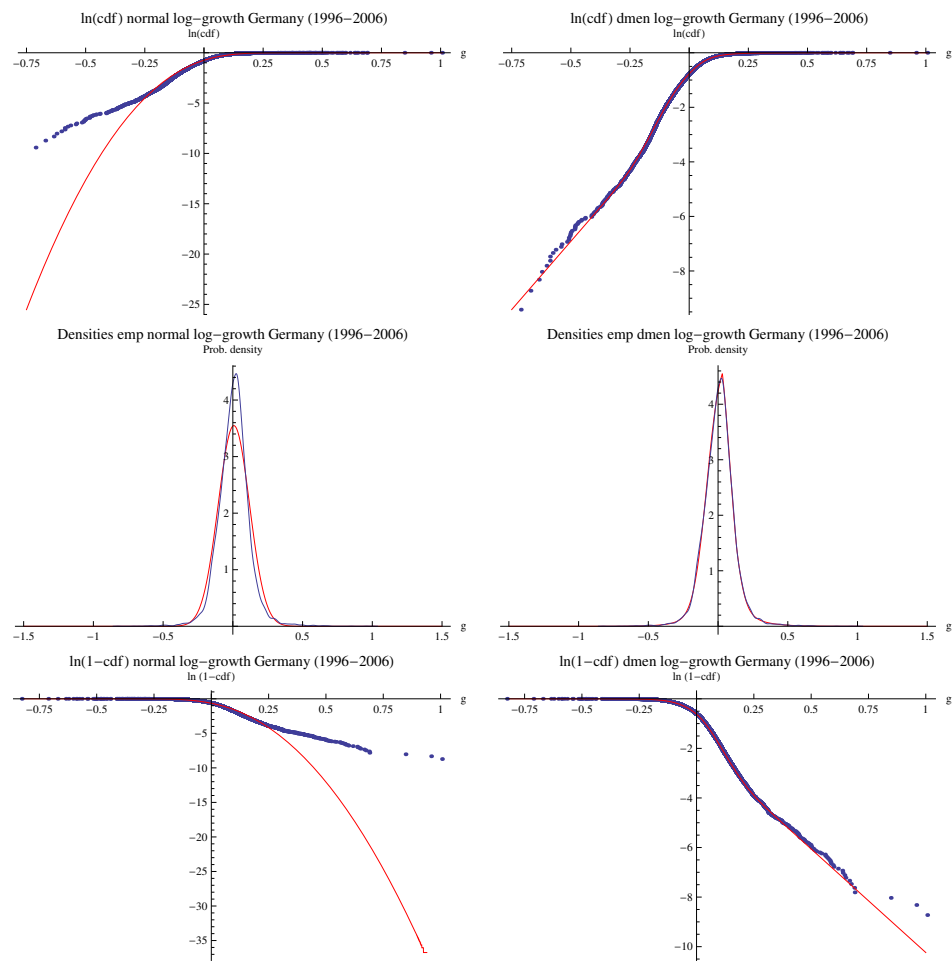 ln(cdf) normal log−growth Germany (1996−2006)
ln(cdf)
−0.75 −0.5 −0.25 0.25 0.5 0.75 1 g
−5
−10
−15
−20
−25
ln(cdf) dmen log−growth Germany (1996−2006)
ln(cdf)
−0.75 −0.5 −0.25 0.25 0.5 0.75 1 g
−2
−4
−6
−8
Densities emp normal log−growth Germany (1996−2006)
Prob. density
4
3
2
1
−1.5 −1 −0.5 0 0.5 1 1.5 g
Densities emp dmen log−growth Germany (1996−2006)
Prob. density
4
3
2
1
−1.5 −1 −0.5 0 0.5 1 1.5 g
ln(1−cdf) normal log−growth Germany (1996−2006)
ln (1−cdf)
−0.75 −0.5 −0.25 0.25 0.5 0.75 1 g
−5
−10
−15
−20
−25
−30
−35
ln(1−cdf) dmen log−growth Germany (1996−2006)
ln (1−cdf)
−0.75 −0.5 −0.25 0.25 0.5 0.75 1 g
−2
−4
−6
−8
−10